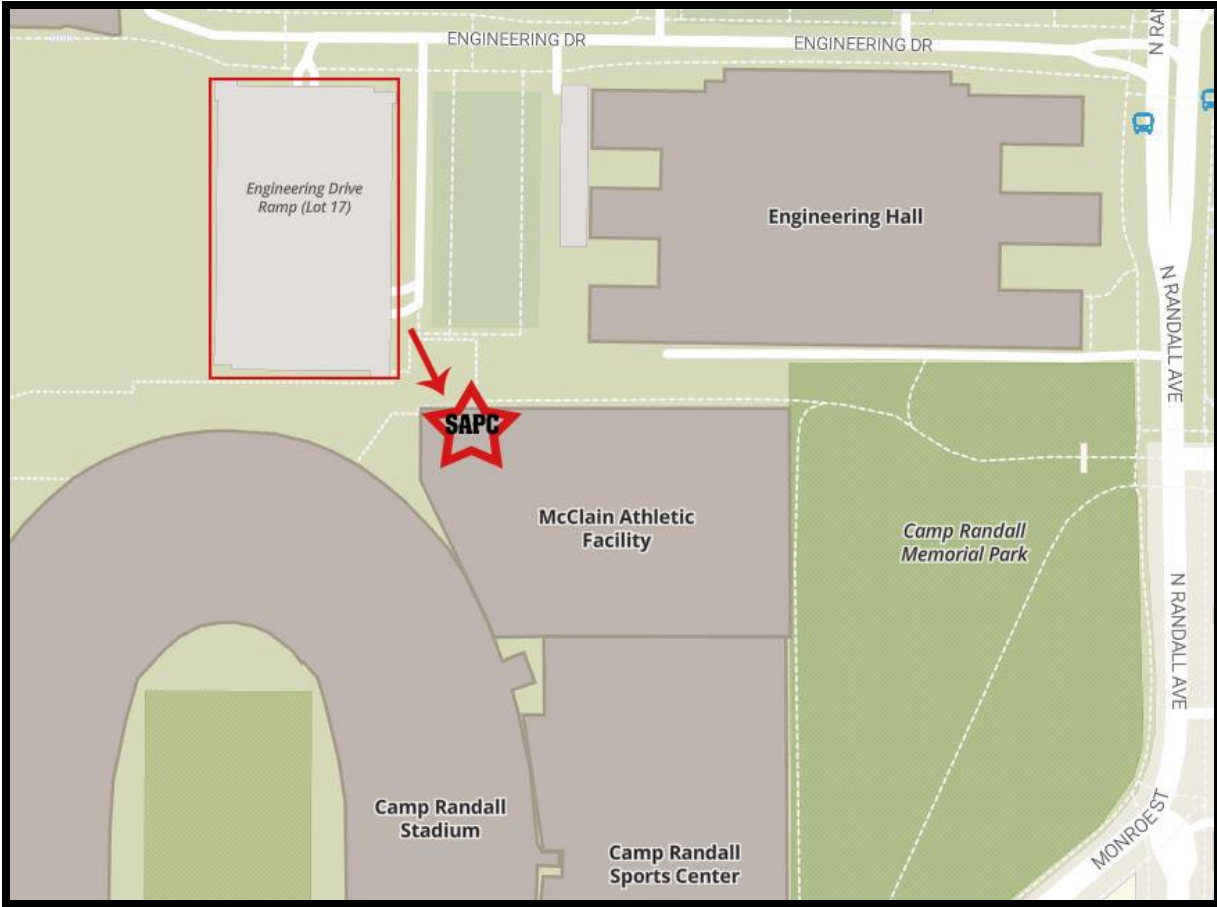 ENGINEERING DR
ENGINEERING DR
N RAN
Engineering Drive
Ramp (Lot 17)
Engineering Hall
N RANDALL AVE
SAPC
McClain Athletic
Facility
Camp Randall
Memorial Park
N RANDALL AVE
Camp Randall
Stadium
Camp Randall
Sports Center
MONROE ST